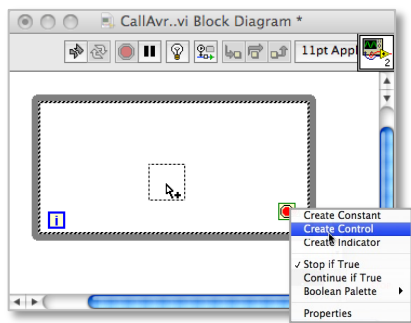 CallAvr..vi Block Diagram *
11pt Appl
2
i
Create Constant
Create Control
Create Indicator
✓ Stop if True
Continue if True
Boolean Palette
Properties